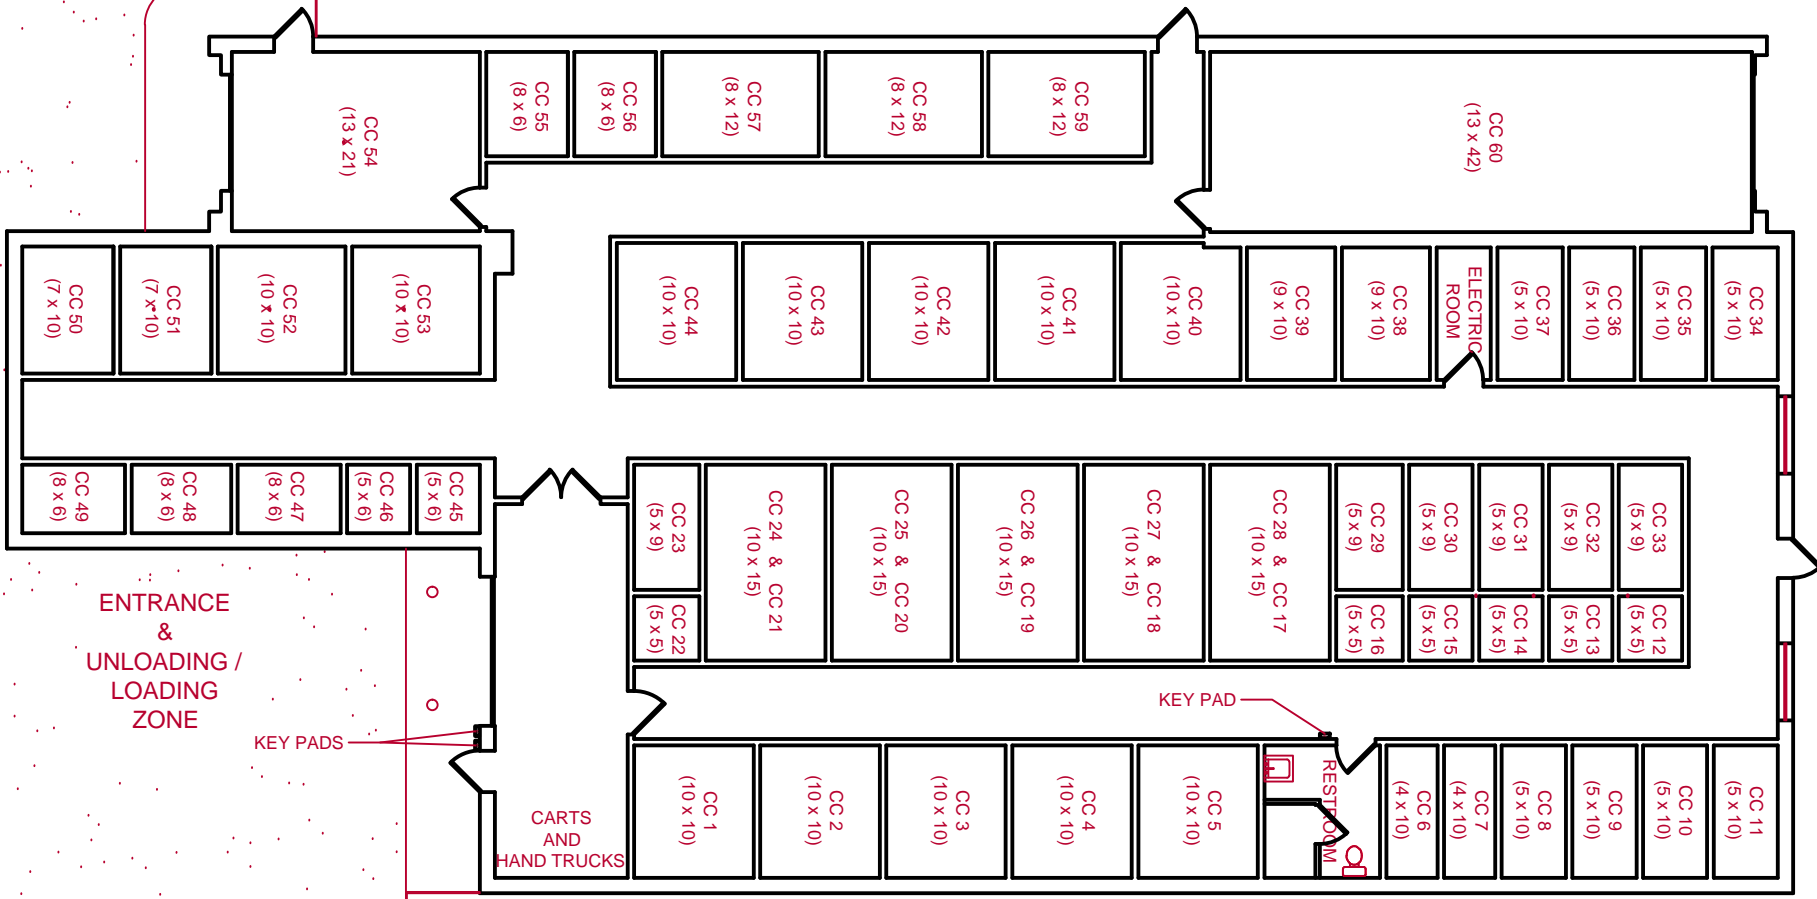 CC 54
(13 x 21)
CC 55
(8 x 6)
CC 56
(8 x 6)
CC 57
(8 x 12)
CC 58
(8 x 12)
CC 59
(8 x 12)
CC 60
(13 x 42)
CC 50
(7 x 10)
CC 51
(7 x 10)
CC 52
(10 x 10)
CC 53
(10 x 10)
CC 44
(10 x 10)
CC 43
(10 x 10)
CC 42
(10 x 10)
CC 41
(10 x 10)
CC 40
(10 x 10)
CC 39
(9 x 10)
CC 38
(9 x 10)
ELECTRIC
ROOM
CC 37
(5 x 10)
CC 36
(5 x 10)
CC 35
(5 x 10)
CC 34
(5 x 10)
CC 49
(8 x 6)
CC 48
(8 x 6)
CC 47
(8 x 6)
CC 46
(5 x 6)
CC 45
(5 x 6)
CC 23
(5 x 9)
CC 24 & CC 21
(10 x 15)
CC 25 & CC 20
(10 x 15)
CC 26 & CC 19
(10 x 15)
CC 27 & CC 18
(10 x 15)
CC 28 & CC 17
(10 x 15)
CC 29
(5 x 9)
CC 30
(5 x 9)
CC 31
(5 x 9)
CC 32
(5 x 9)
CC 33
(5 x 9)
CC 22
(5 x 5)
CC 16
(5 x 5)
CC 15
(5 x 5)
CC 14
(5 x 5)
CC 13
(5 x 5)
CC 12
(5 x 5)
ENTRANCE
&
UNLOADING /
LOADING
ZONE
KEY PADS
KEY PAD
CARTS
AND
HAND TRUCKS
CC 1
(10 x 10)
CC 2
(10 x 10)
CC 3
(10 x 10)
CC 4
(10 x 10)
CC 5
(10 x 10)
RESTROOM
CC 6
(4 x 10)
CC 7
(4 x 10)
CC 8
(5 x 10)
CC 9
(5 x 10)
CC 10
(5 x 10)
CC 11
(5 x 10)